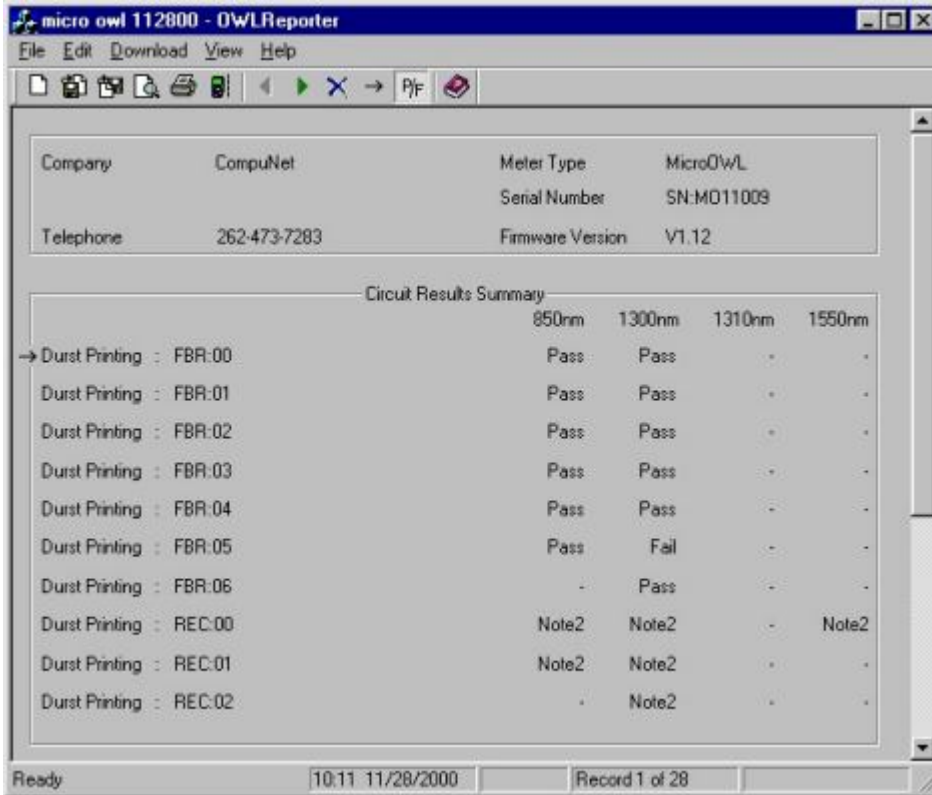 micro owl 112800 - OWLReporter
File Edit Download View Help
P/F
Company CompuNet Meter Type MicroOWL
Serial Number SN:MO11009
Telephone 262-473-7283 Firmware Version V1.12
Circuit Results Summary
850nm 1300nm 1310nm 1550nm
→ Durst Printing : FBR:00 Pass Pass - -
Durst Printing : FBR:01 Pass Pass - -
Durst Printing : FBR:02 Pass Pass - -
Durst Printing : FBR:03 Pass Pass - -
Durst Printing : FBR:04 Pass Pass - -
Durst Printing : FBR:05 Pass Fail - -
Durst Printing : FBR:06 - Pass - -
Durst Printing : REC:00 Note2 Note2 - Note2
Durst Printing : REC:01 Note2 Note2 - -
Durst Printing : REC:02 - Note2 - -
Ready 10:11 11/28/2000 Record 1 of 28